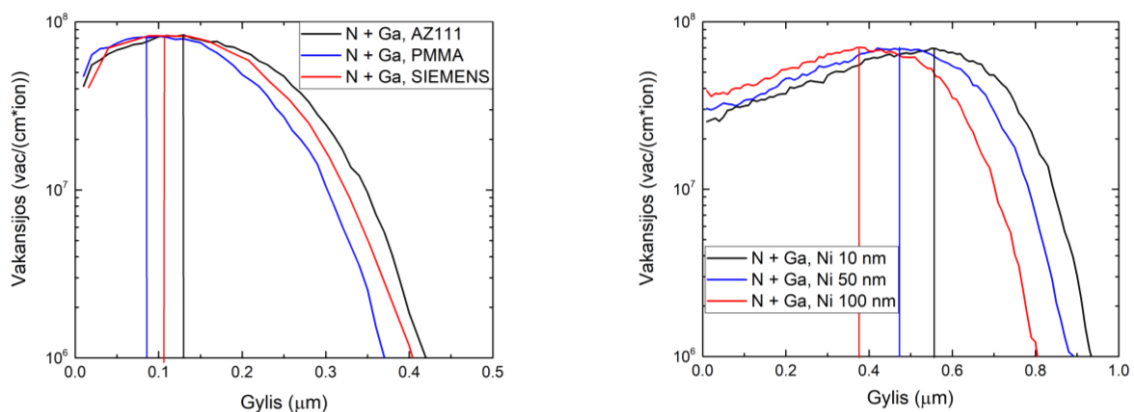 Vakansijos (vac/(cm*ion))
10⁸
10⁷
10⁶
N + Ga, AZ111
N + Ga, PMMA
N + Ga, SIEMENS
0.0 0.1 0.2 0.3 0.4 0.5
Gylis (μm)
Vakansijos (vac/(cm*ion))
10⁸
10⁷
10⁶
N + Ga, Ni 10 nm
N + Ga, Ni 50 nm
N + Ga, Ni 100 nm
0.0 0.2 0.4 0.6 0.8 1.0
Gylis (μm)